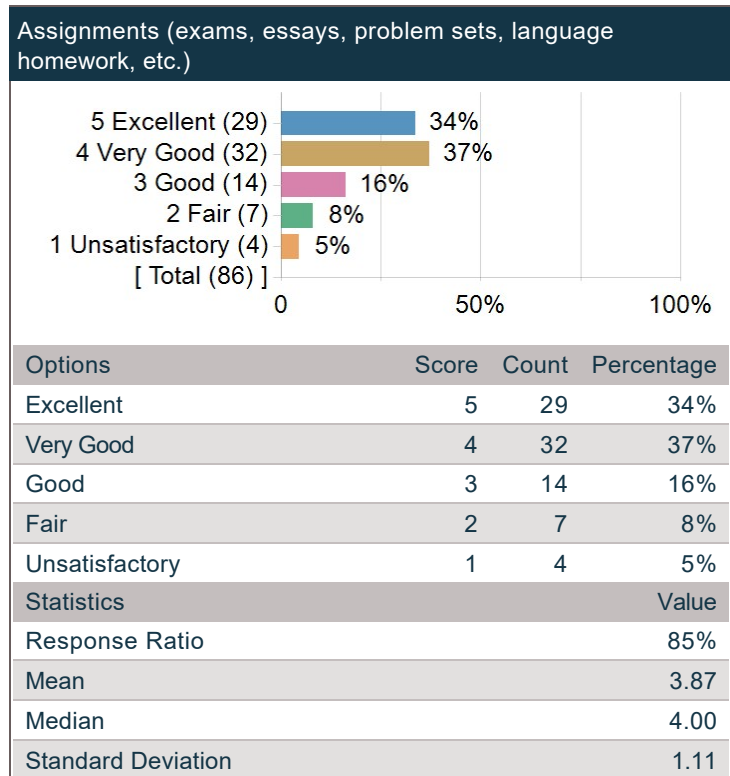 Assignments (exams, essays, problem sets, language
homework, etc.)
5 Excellent (29) 34%
4 Very Good (32) 37%
3 Good (14) 16%
2 Fair (7) 8%
1 Unsatisfactory (4) 5%
[ Total (86) ]
0 50% 100%
Options Score Count Percentage
Excellent 5 29 34%
Very Good 4 32 37%
Good 3 14 16%
Fair 2 7 8%
Unsatisfactory 1 4 5%
Statistics Value
Response Ratio 85%
Mean 3.87
Median 4.00
Standard Deviation 1.11